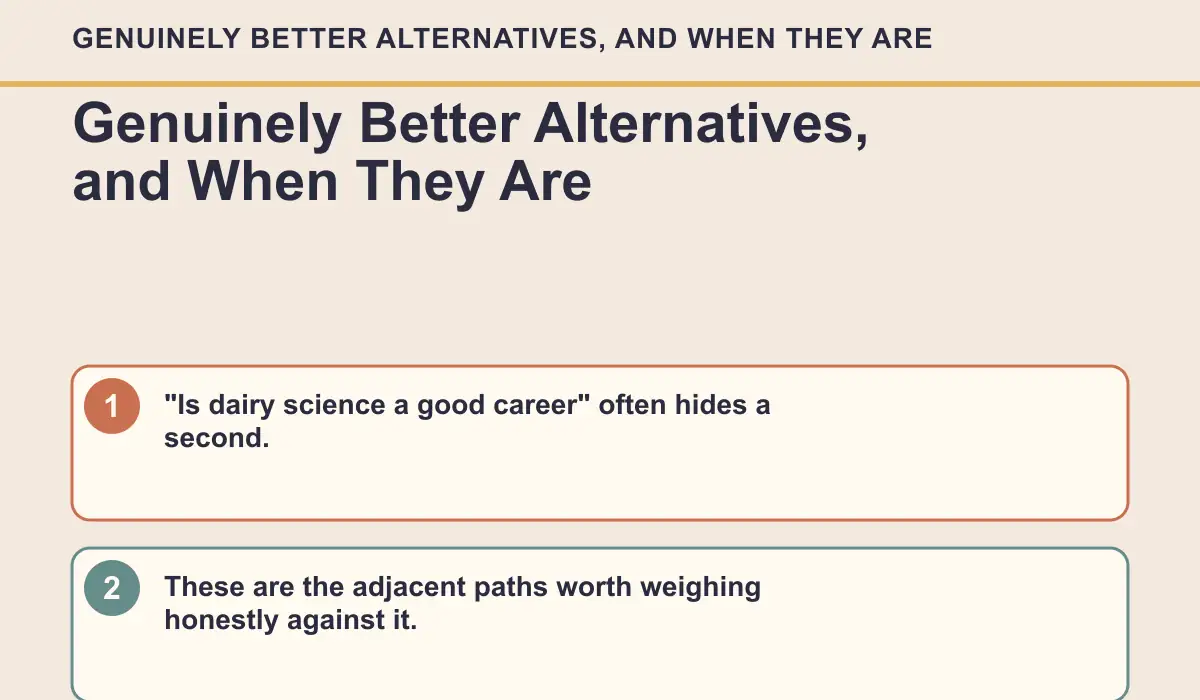 GENUINELY BETTER ALTERNATIVES, AND WHEN THEY ARE
Genuinely Better Alternatives,
and When They Are
1
"Is dairy science a good career" often hides a
second.
2
These are the adjacent paths worth weighing
honestly against it.